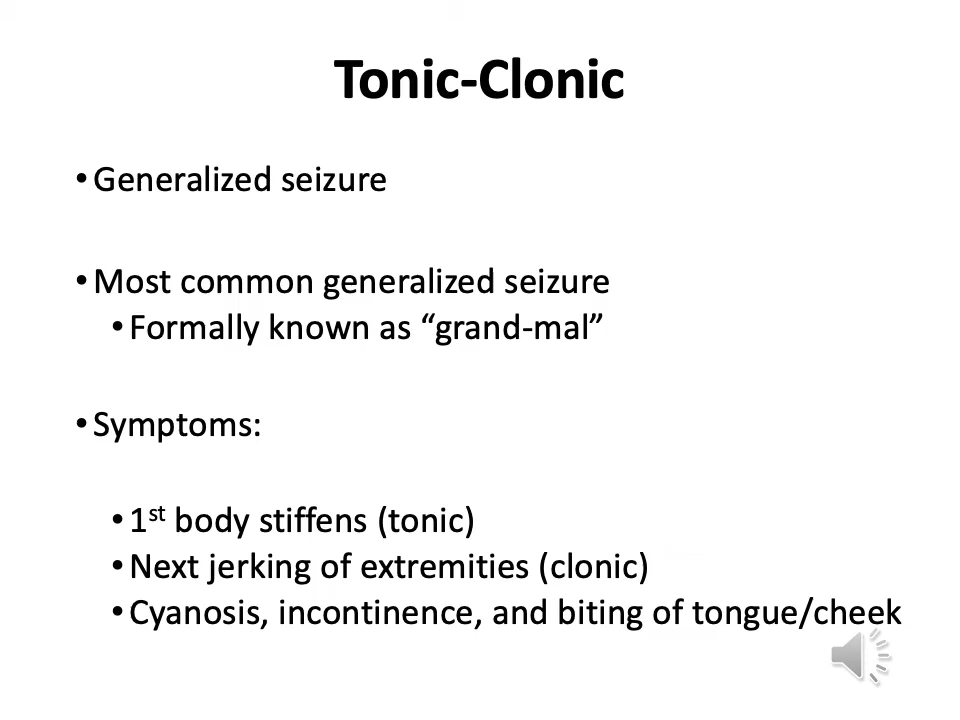 Tonic-Clonic
• Generalized seizure
• Most common generalized seizure
• Formally known as “grand-mal”
• Symptoms:
• 1st body stiffens (tonic)
• Next jerking of extremities (clonic)
• Cyanosis, incontinence, and biting of tongue/cheek